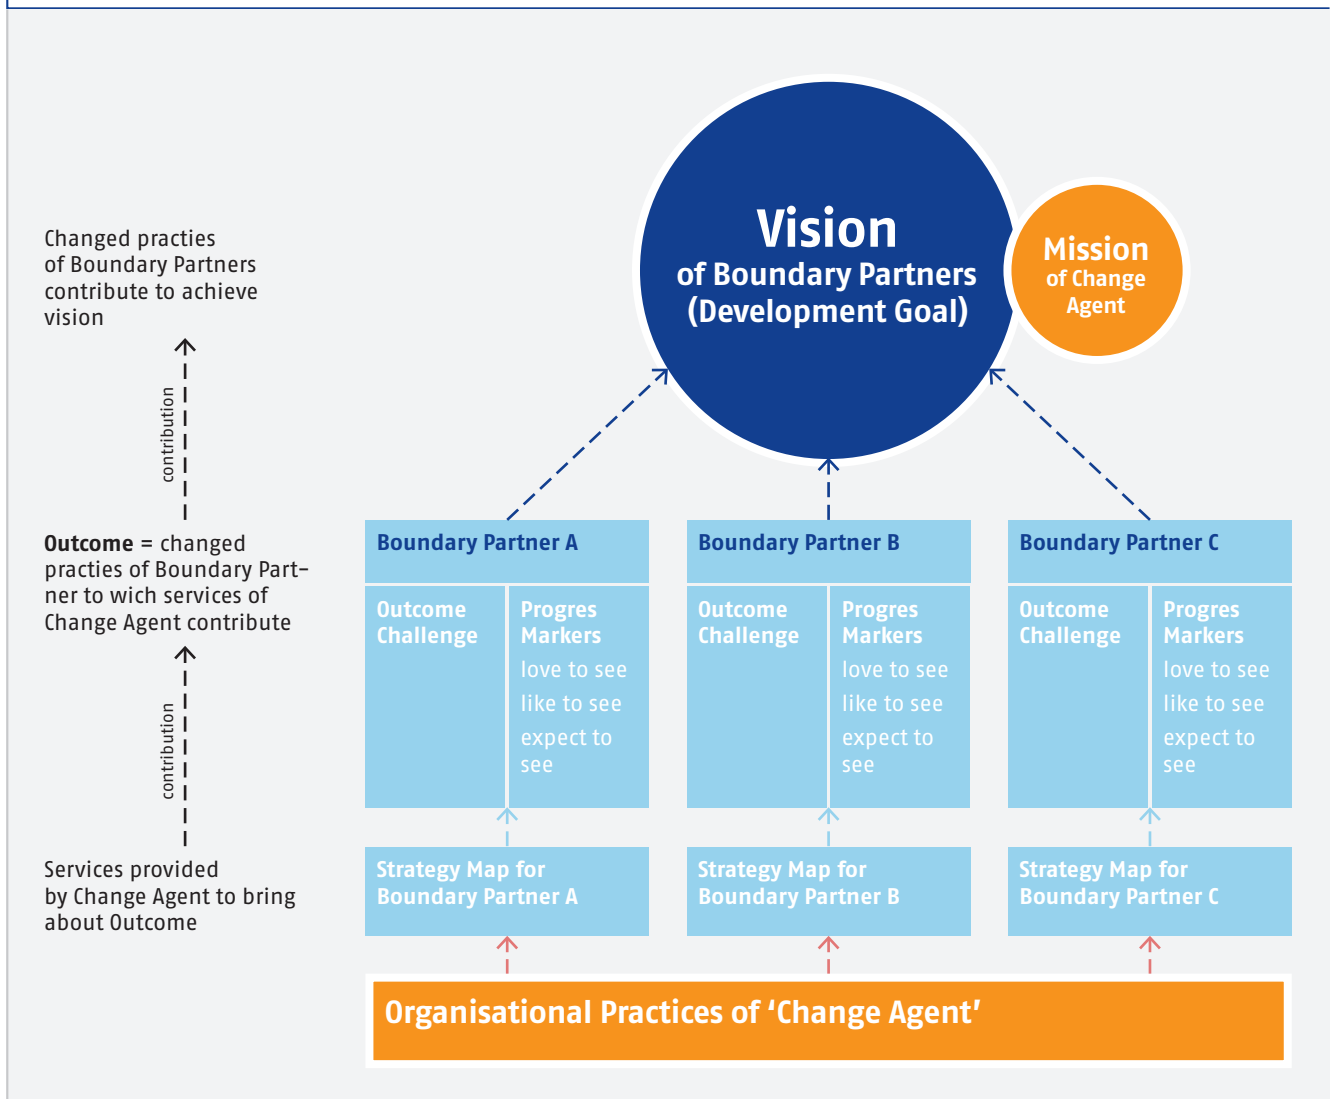 Vision
of Boundary Partners
(Development Goal)
Mission
of Change
Agent
Changed practies
of Boundary Partners
contribute to achieve
vision
contribution
Outcome = changed
practies of Boundary Part-
ner to wich services of
Change Agent contribute
contribution
Services provided
by Change Agent to bring
about Outcome
Boundary Partner A
Outcome
Challenge
Progres
Markers
love to see
like to see
expect to
see
Boundary Partner B
Outcome
Challenge
Progres
Markers
love to see
like to see
expect to
see
Boundary Partner C
Outcome
Challenge
Progres
Markers
love to see
like to see
expect to
see
Strategy Map for
Boundary Partner A
Strategy Map for
Boundary Partner B
Strategy Map for
Boundary Partner C
Organisational Practices of ‘Change Agent’